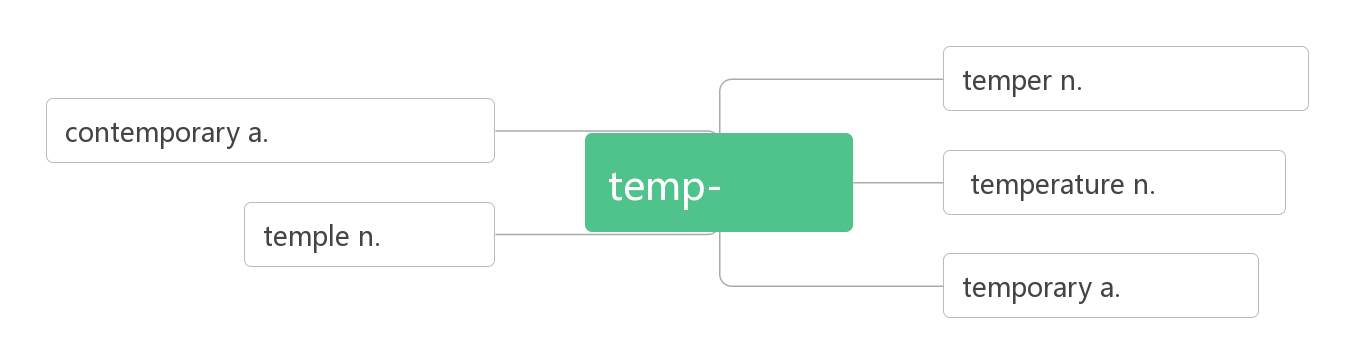 temp-
temper n.
temperature n.
temporary a.
contemporary a.
temple n.